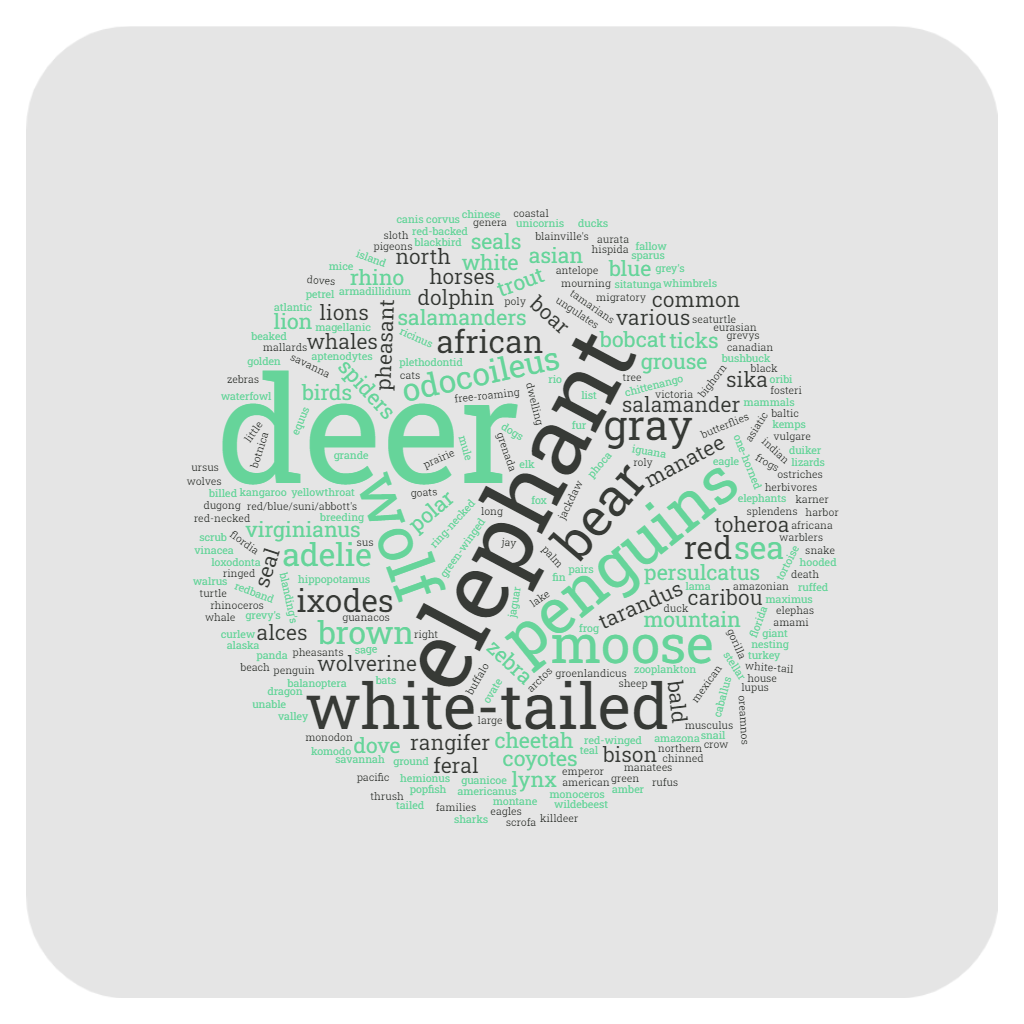 canis corvus
chinese
coastal
genera
unicornis
ducks
red-backed
sloth
blackbird
seals
blainville's
aurata
hispida
fallow
pigeons
island
north
white
asian
sparus
mice
rhino
horses
trout
antelope
blue
grey's
doves
armadillidium
mourning
sitatunga
whimbrels
petrel
dolphin
poly
boar
tamarians
ungulates
migratory
common
atlantic
lions
pheasant
salamanders
various
seaturtle
lion
magellanic
ricinus
eurasian
beaked
whales
african
bobcat
ticks
grevys
mallards
aptenodytes
canadian
golden
savanna
spiders
plethodontid
grouse
bushbuck
black
zebras
cats
odocoileus
rio
tree
chittenango
bighorn
sika
oribi
waterfowl
birds
free-roaming
dwelling
list
victoria
fosteri
deer
elephant
salamander
mammals
equus
little
botnica
mule
dogs
grenada
fur
gray
butterflies
asiatic
baltic
kemps
vulgare
grande
prairie
elk
phoca
iguana
roly
manatee
one-horned
indian
duiker
frogs
lizards
ursus
eagle
ostriches
wolves
wolf
goats
jackdaw
bear
herbivores
billed
kangaroo
yellowthroat
polar
fox
penguins
elephants
karner
dugong
red/blue/suni/abbott's
long
splendens
harbor
red-necked
breeding
ring-necked
toheroa
africana
scrub
flordia
virginianus
green-winged
warblers
vinacea
sus
jay
palm
red
sea
tortoise
snake
loxodonta
seal
adelie
pairs
hooded
ringed
hippopotamus
fin
persulcatus
death
walrus
redband
blanding's
lama
amazonian
ruffed
turtle
ixodes
jaguar
lake
tarandus
caribou
maximus
rhinoceros
guanacos
duck
elephas
whale
grevy's
brown
mountain
florida
amami
curlew
alces
right
frog
moose
gorilla
giant
alaska
sage
zebra
nesting
panda
pheasants
stellar
turkey
beach
penguin
wolverine
buffalo
arctos
groenlandicus
zooplankton
white-tail
balanoptera
bats
ovate
sheep
bald
mexican
caballus
house
dragon
lupus
unable
white-tailed
oreamnos
valley
large
musculus
monodon
red-winged
amazona
snail
komodo
dove
rangifer
cheetah
teal
northern
crow
savannah
ground
feral
coyotes
bison
chinned
manatees
pacific
hemionus
guanicoe
lynx
emperor
american
green
rufus
popfish
americanus
monoceros
amber
thrush
montane
wildebeest
tailed
families
eagles
sharks
scrofa
killdeer